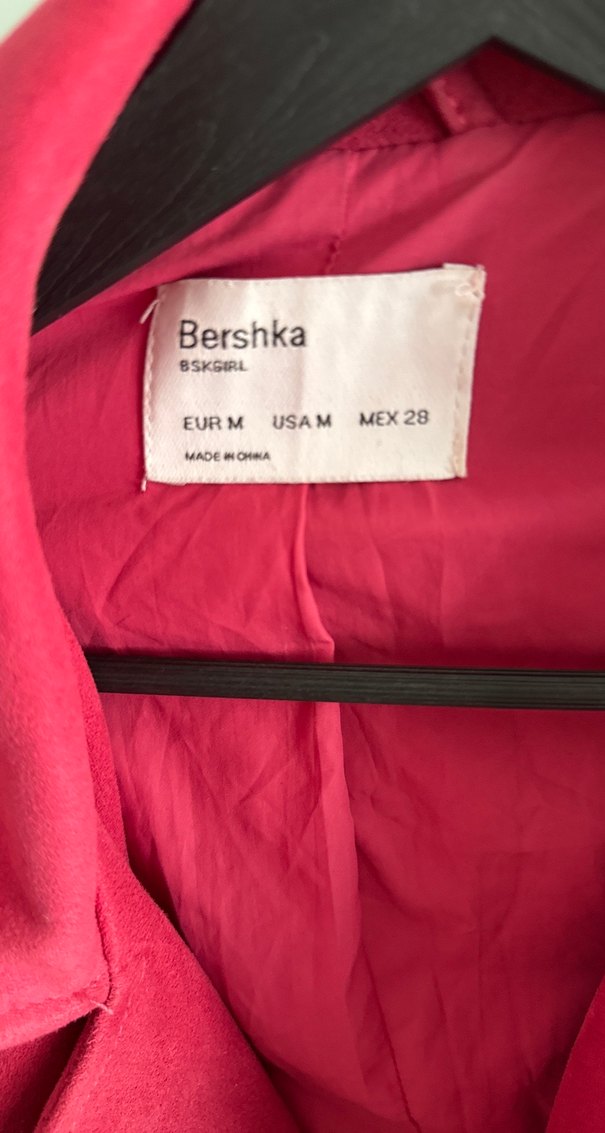 Bershka
BSKGIRL
EUR M USA M MEX 28
MADE IN CHINA